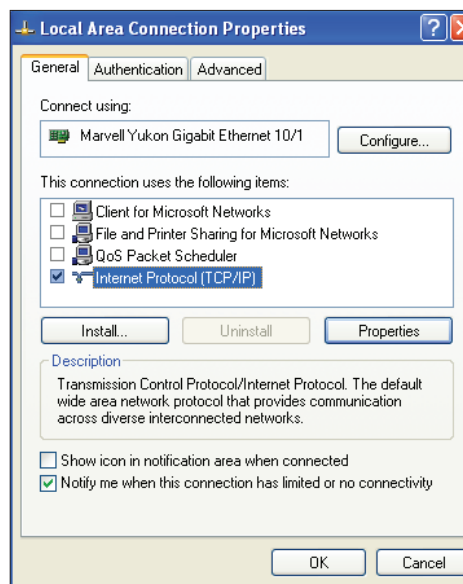 Local Area Connection Properties
?
General Authentication Advanced
Connect using:
Marvell Yukon Gigabit Ethernet 10/1
Configure...
This connection uses the following items:
Client for Microsoft Networks
File and Printer Sharing for Microsoft Networks
QoS Packet Scheduler
Internet Protocol (TCP/IP)
Install... Uninstall Properties
Description
Transmission Control Protocol/Internet Protocol. The default
wide area network protocol that provides communication
across diverse interconnected networks.
Show icon in notification area when connected
Notify me when this connection has limited or no connectivity
OK Cancel